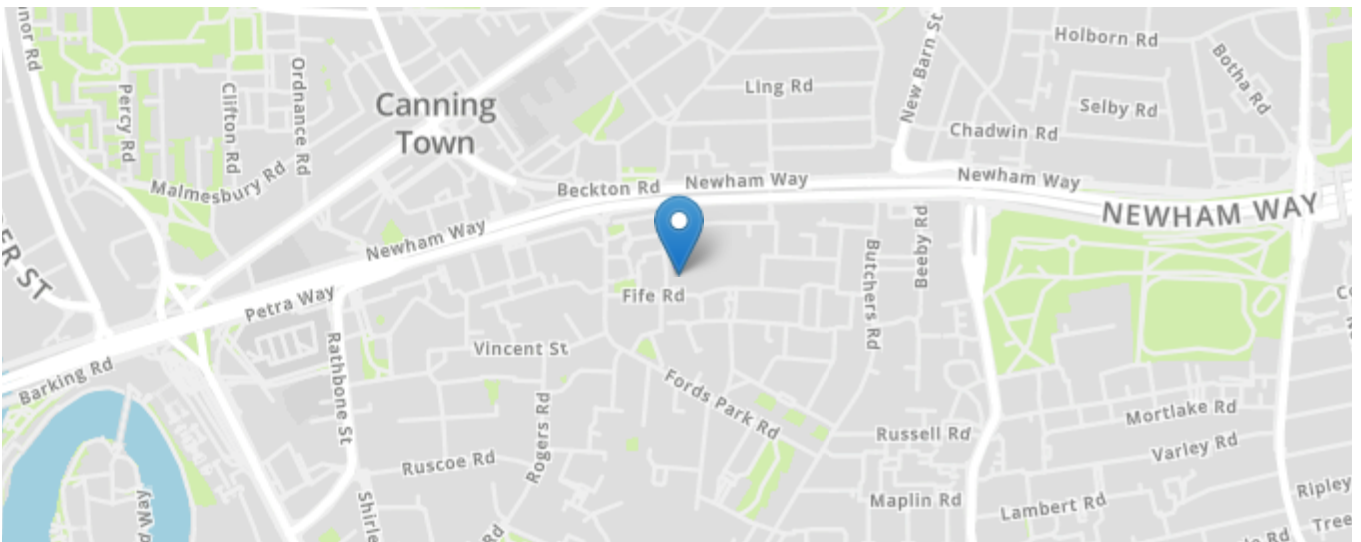 nor Rd
Percy Rd
Clifton Rd
Ordnance Rd
Canning
Town
Malmesbury Rd
Ling Rd
New Barn St
Holborn Rd
Selby Rd
Botha Rd
Chadwin Rd
Beckton Rd
Newham Way
Newham Way
NEWHAM WAY
Newham Way
ER ST
Petra Way
Fife Rd
Butchers Rd
Beeby Rd
Barking Rd
Rathbone St
Vincent St
Fords Park Rd
Rogers Rd
Ruscoe Rd
Russell Rd
Mortlake Rd
Varley Rd
Maplin Rd
Lambert Rd
Ripley
Tree
Shirle
Rd
Way
Rd